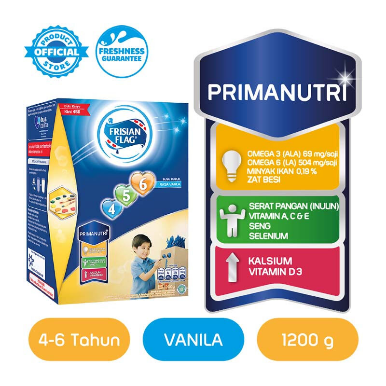 PRODUCT
OFFICIAL
STORE
FRESHNESS
GUARANTEE
FRISIAN
FLAG
4 5 6
PRIMANUTRI
PRIMANUTRI
OMEGA 3 (ALA) 69 mg/saji
OMEGA 6 (LA) 504 mg/saji
MINYAK IKAN 0,19 %
ZAT BESI
SERAT PANGAN (INULIN)
VITAMIN A, C & E
SENG
SELENIUM
KALSIUM
VITAMIN D3
4-6 Tahun
VANILA
1200 g